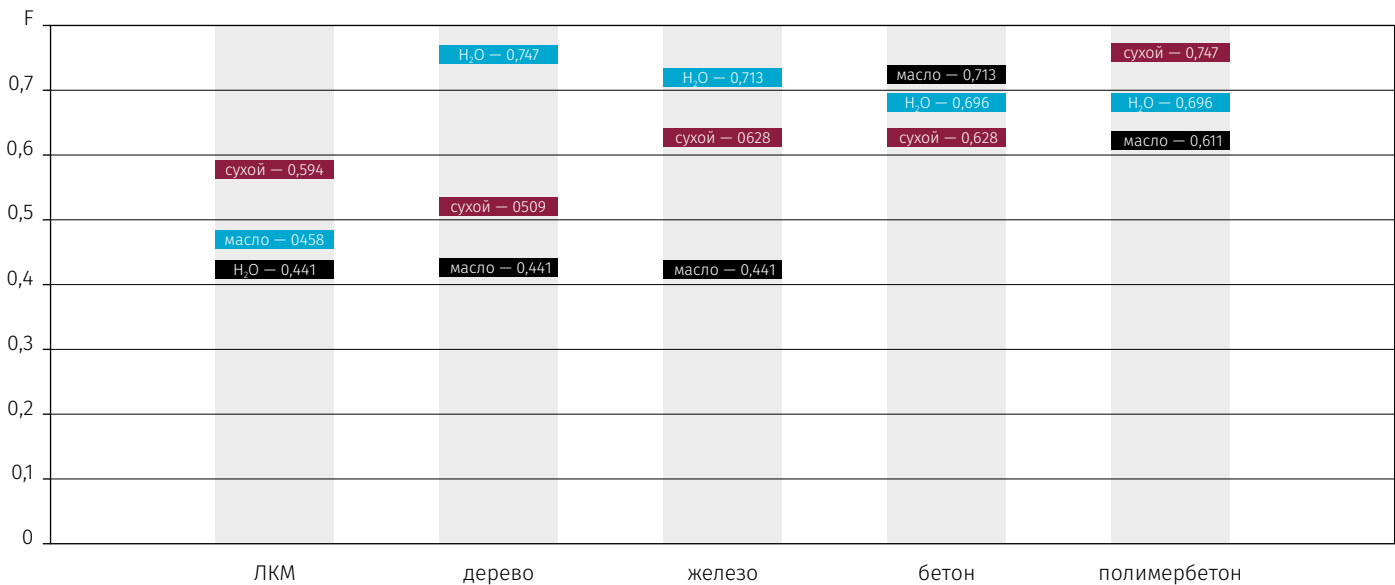 F
H₂O — 0,747
H₂O — 0,713
масло — 0,713
сухой — 0,747
0,7
H₂O — 0,696
H₂O — 0,696
сухой — 0628
сухой — 0,628
масло — 0,611
0,6
сухой — 0,594
сухой — 0509
0,5
масло — 0458
H₂O — 0,441
масло — 0,441
масло — 0,441
0,4
0,3
0,2
0,1
0
ЛКМ
дерево
железо
бетон
полимербетон